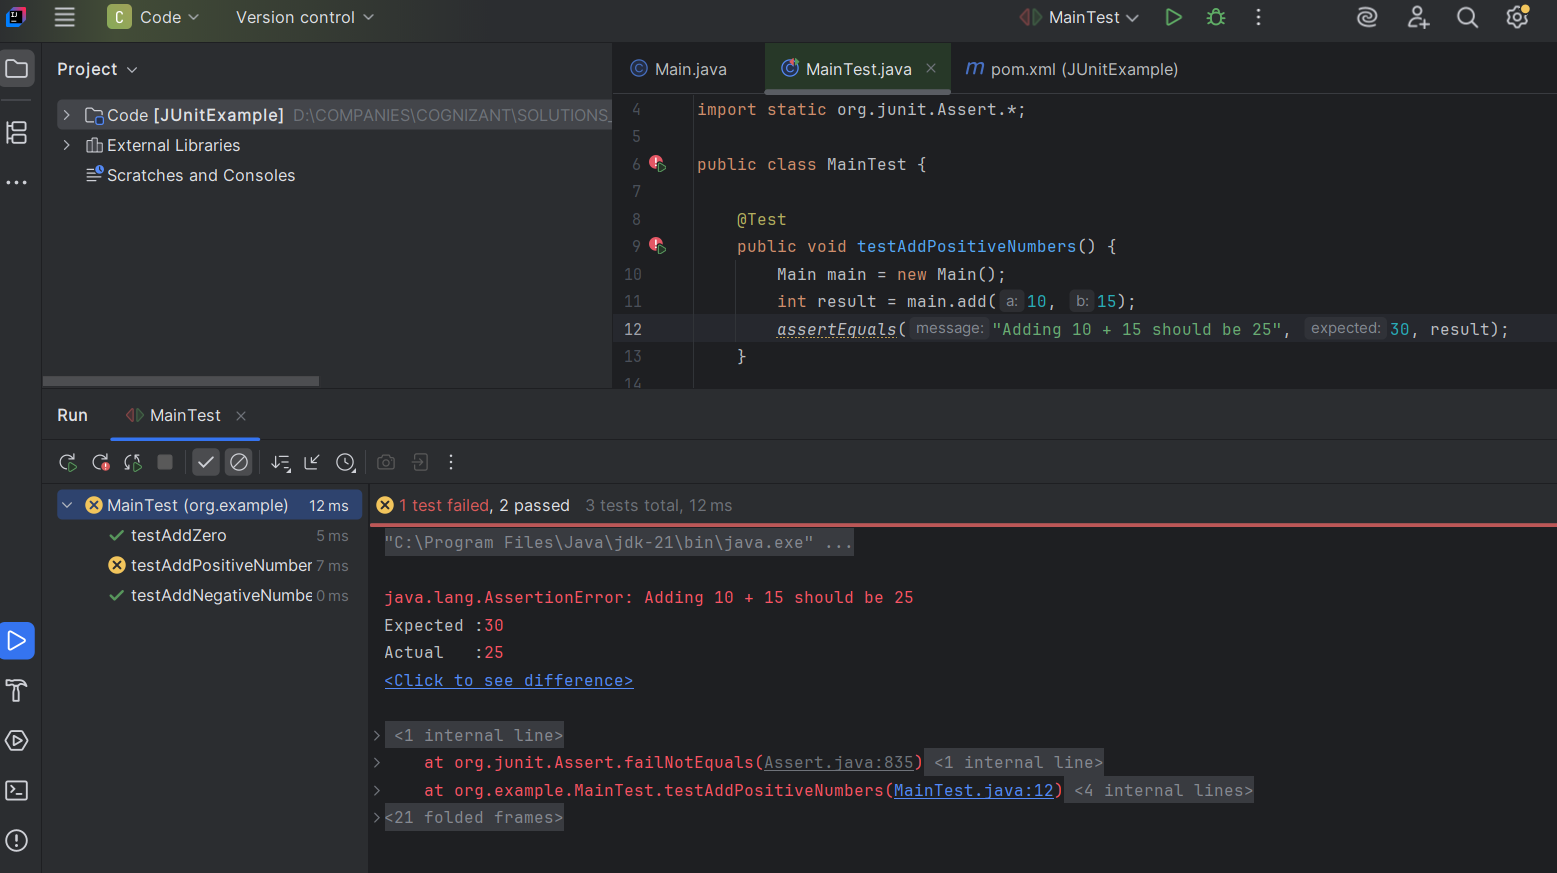 C Code Version control MainTest
Project
Main.java MainTest.java pom.xml (JUnitExample)
Code [JUnitExample] D:\COMPANIES\COGNIZANT\SOLUTIONS_
External Libraries
Scratches and Consoles
4 import static org.junit.Assert.*;
5
6 public class MainTest {
7
8 @Test
9 public void testAddPositiveNumbers() {
10 Main main = new Main();
11 int result = main.add( a: 10, b: 15);
12 assertEquals( message: "Adding 10 + 15 should be 25", expected: 30, result);
13 }
14
Run MainTest
MainTest (org.example) 12 ms
testAddZero 5 ms
testAddPositiveNumber 7 ms
testAddNegativeNumbe 0 ms
1 test failed, 2 passed 3 tests total, 12 ms
"C:\Program Files\Java\jdk-21\bin\java.exe" ...
java.lang.AssertionError: Adding 10 + 15 should be 25
Expected :30
Actual :25
<Click to see difference>
<1 internal line>
at org.junit.Assert.failNotEquals(Assert.java:835) <1 internal line>
at org.example.MainTest.testAddPositiveNumbers(MainTest.java:12) <4 internal lines>
<21 folded frames>